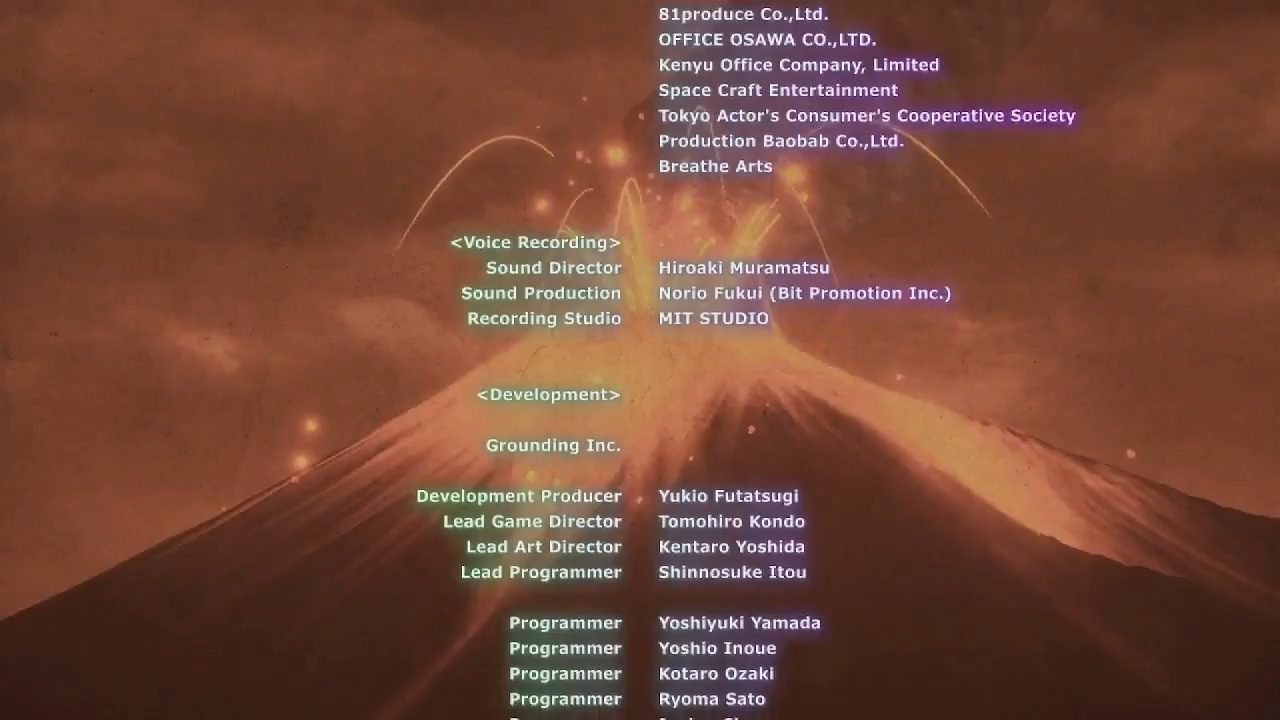 81produce Co.,Ltd.
OFFICE OSAWA CO.,LTD.
Kenyu Office Company, Limited
Space Craft Entertainment
Tokyo Actor's Consumer's Cooperative Society
Production Baobab Co.,Ltd.
Breathe Arts
<Voice Recording>
Sound Director Hiroaki Muramatsu
Sound Production Norio Fukui (Bit Promotion Inc.)
Recording Studio MIT STUDIO
<Development>
Grounding Inc.
Development Producer Yukio Futatsugi
Lead Game Director Tomohiro Kondo
Lead Art Director Kentaro Yoshida
Lead Programmer Shinnosuke Itou
Programmer Yoshiyuki Yamada
Programmer Yoshio Inoue
Programmer Kotaro Ozaki
Programmer Ryoma Sato